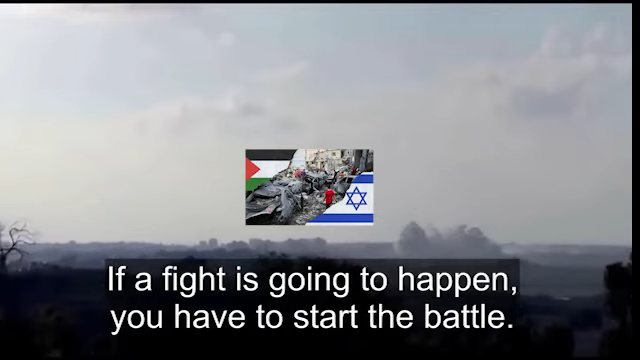 If a fight is going to happen,
you have to start the battle.